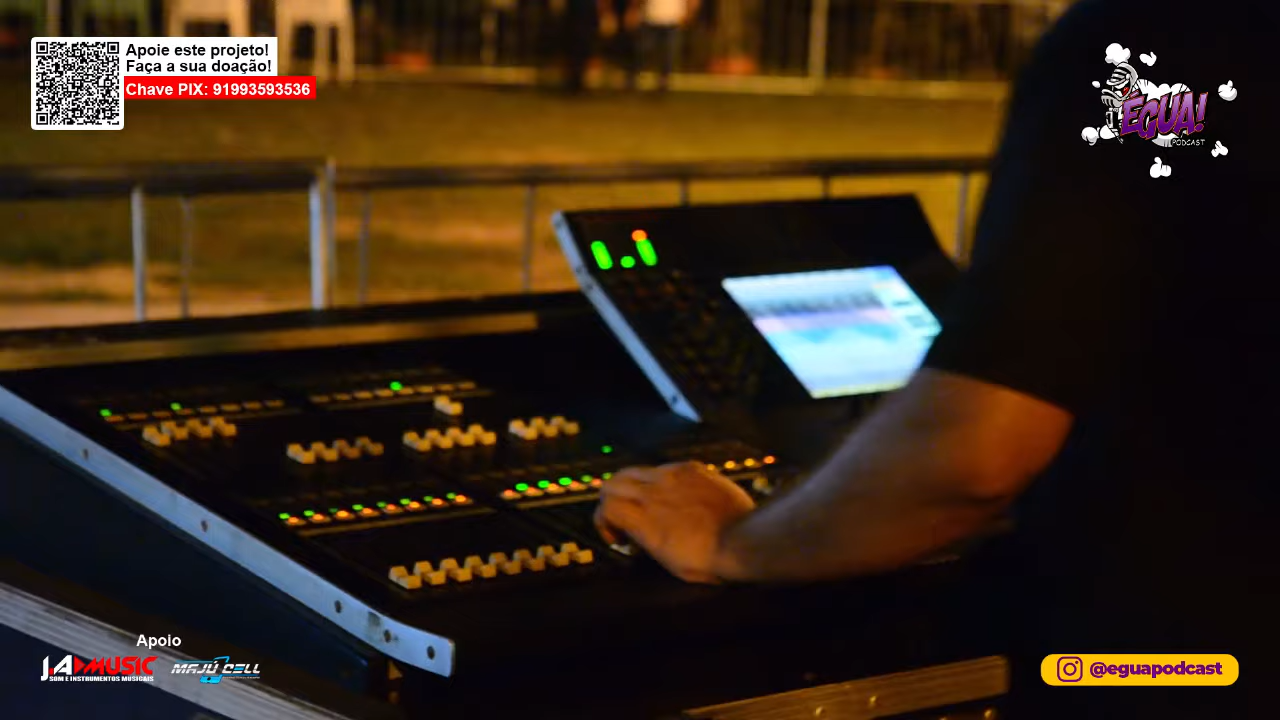 Apoie este projeto!
Faça a sua doação!
Chave PIX: 91993593536
EGUA!
PODCAST
Apoio
JA MUSIC
SOM E INSTRUMENTOS MUSICAIS
MAJÚ CELL
@eguapodcast